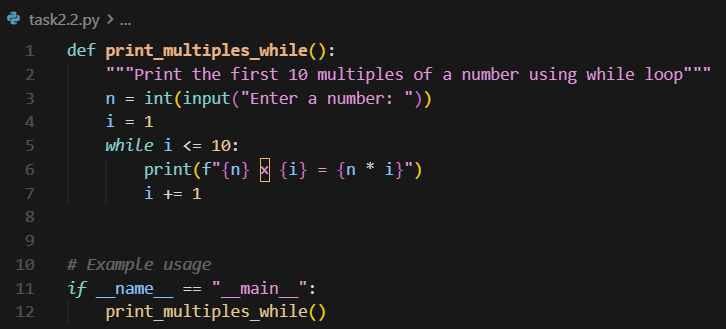 task2.2.py > ...
1 def print_multiples_while():
2     """Print the first 10 multiples of a number using while loop"""
3     n = int(input("Enter a number: "))
4     i = 1
5     while i <= 10:
6         print(f"{n} × {i} = {n * i}")
7         i += 1
8
9
10 # Example usage
11 if __name__ == "__main__":
12     print_multiples_while()